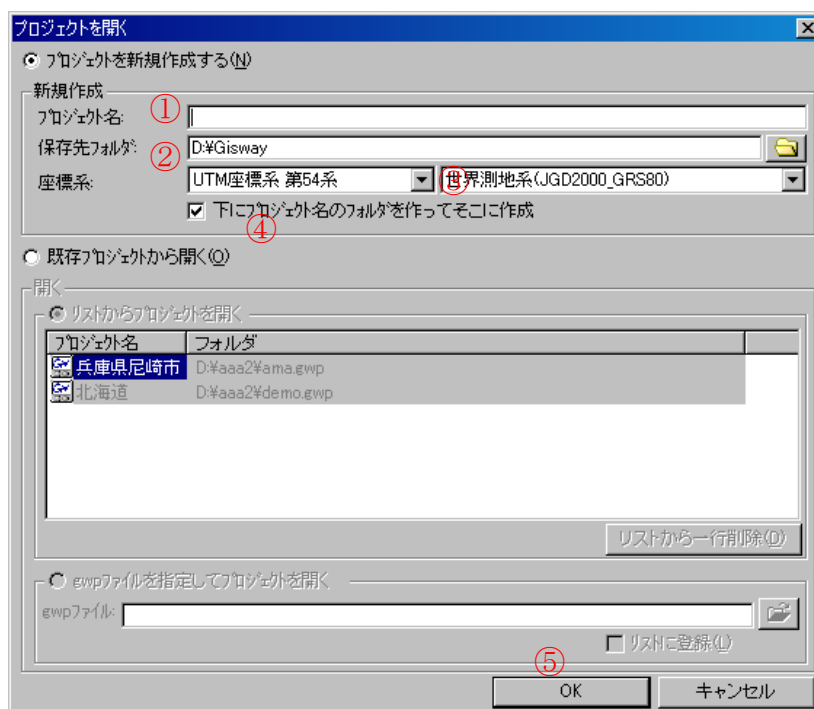 プロジェクトを開く
プロジェクトを新規作成する(N)
新規作成
プロジェクト名: ①
保存先フォルダ: ② D:¥Gisway
座標系: UTM座標系 第54系 ③ 世界測地系(JGD2000_GRS80)
下にプロジェクト名のフォルダを作ってそこに作成
④
既存プロジェクトから開く(O)
開く
リストからプロジェクトを開く
プロジェクト名 フォルダ
兵庫県尼崎市 D:¥aaa2¥ama.gwp
北海道 D:¥aaa2¥demo.gwp
リストから一行削除(D)
gwpファイルを指定してプロジェクトを開く
gwpファイル:
リストに登録(L)
⑤
OK キャンセル